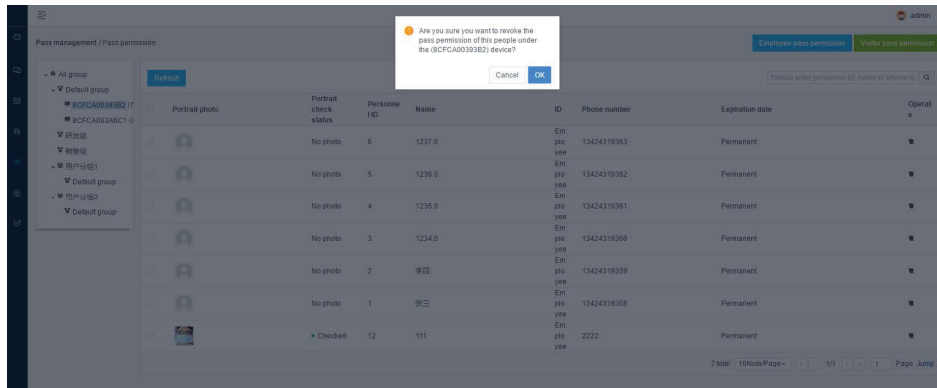 admin
Are you sure you want to revoke the
pass permission of this people under
the (8CFCA00393B2) device?
Cancel OK
Pass management / Pass permission
Employee pass permission Visitor pass permission
All group
Default group
8CFCA00393B2 (7
8CFCA003A6C1 (
研发组
销售组
用户分组1
Default group
用户分组2
Default group
Refresh
Please enter personnel ID, name or phone nu
Portrait photo Portrait check status Personnel ID Name ID Phone number Expiration date Operate
No photo 6 1237.0 Employee 13424319363 Permanent
No photo 5 1236.0 Employee 13424319362 Permanent
No photo 4 1235.0 Employee 13424319361 Permanent
No photo 3 1234.0 Employee 13424319360 Permanent
No photo 2 李四 Employee 13424319359 Permanent
No photo 1 张三 Employee 13424319358 Permanent
Checked 12 111 Employee 2222 Permanent
7 total 10Note/Page 1/1 1 Page Jump